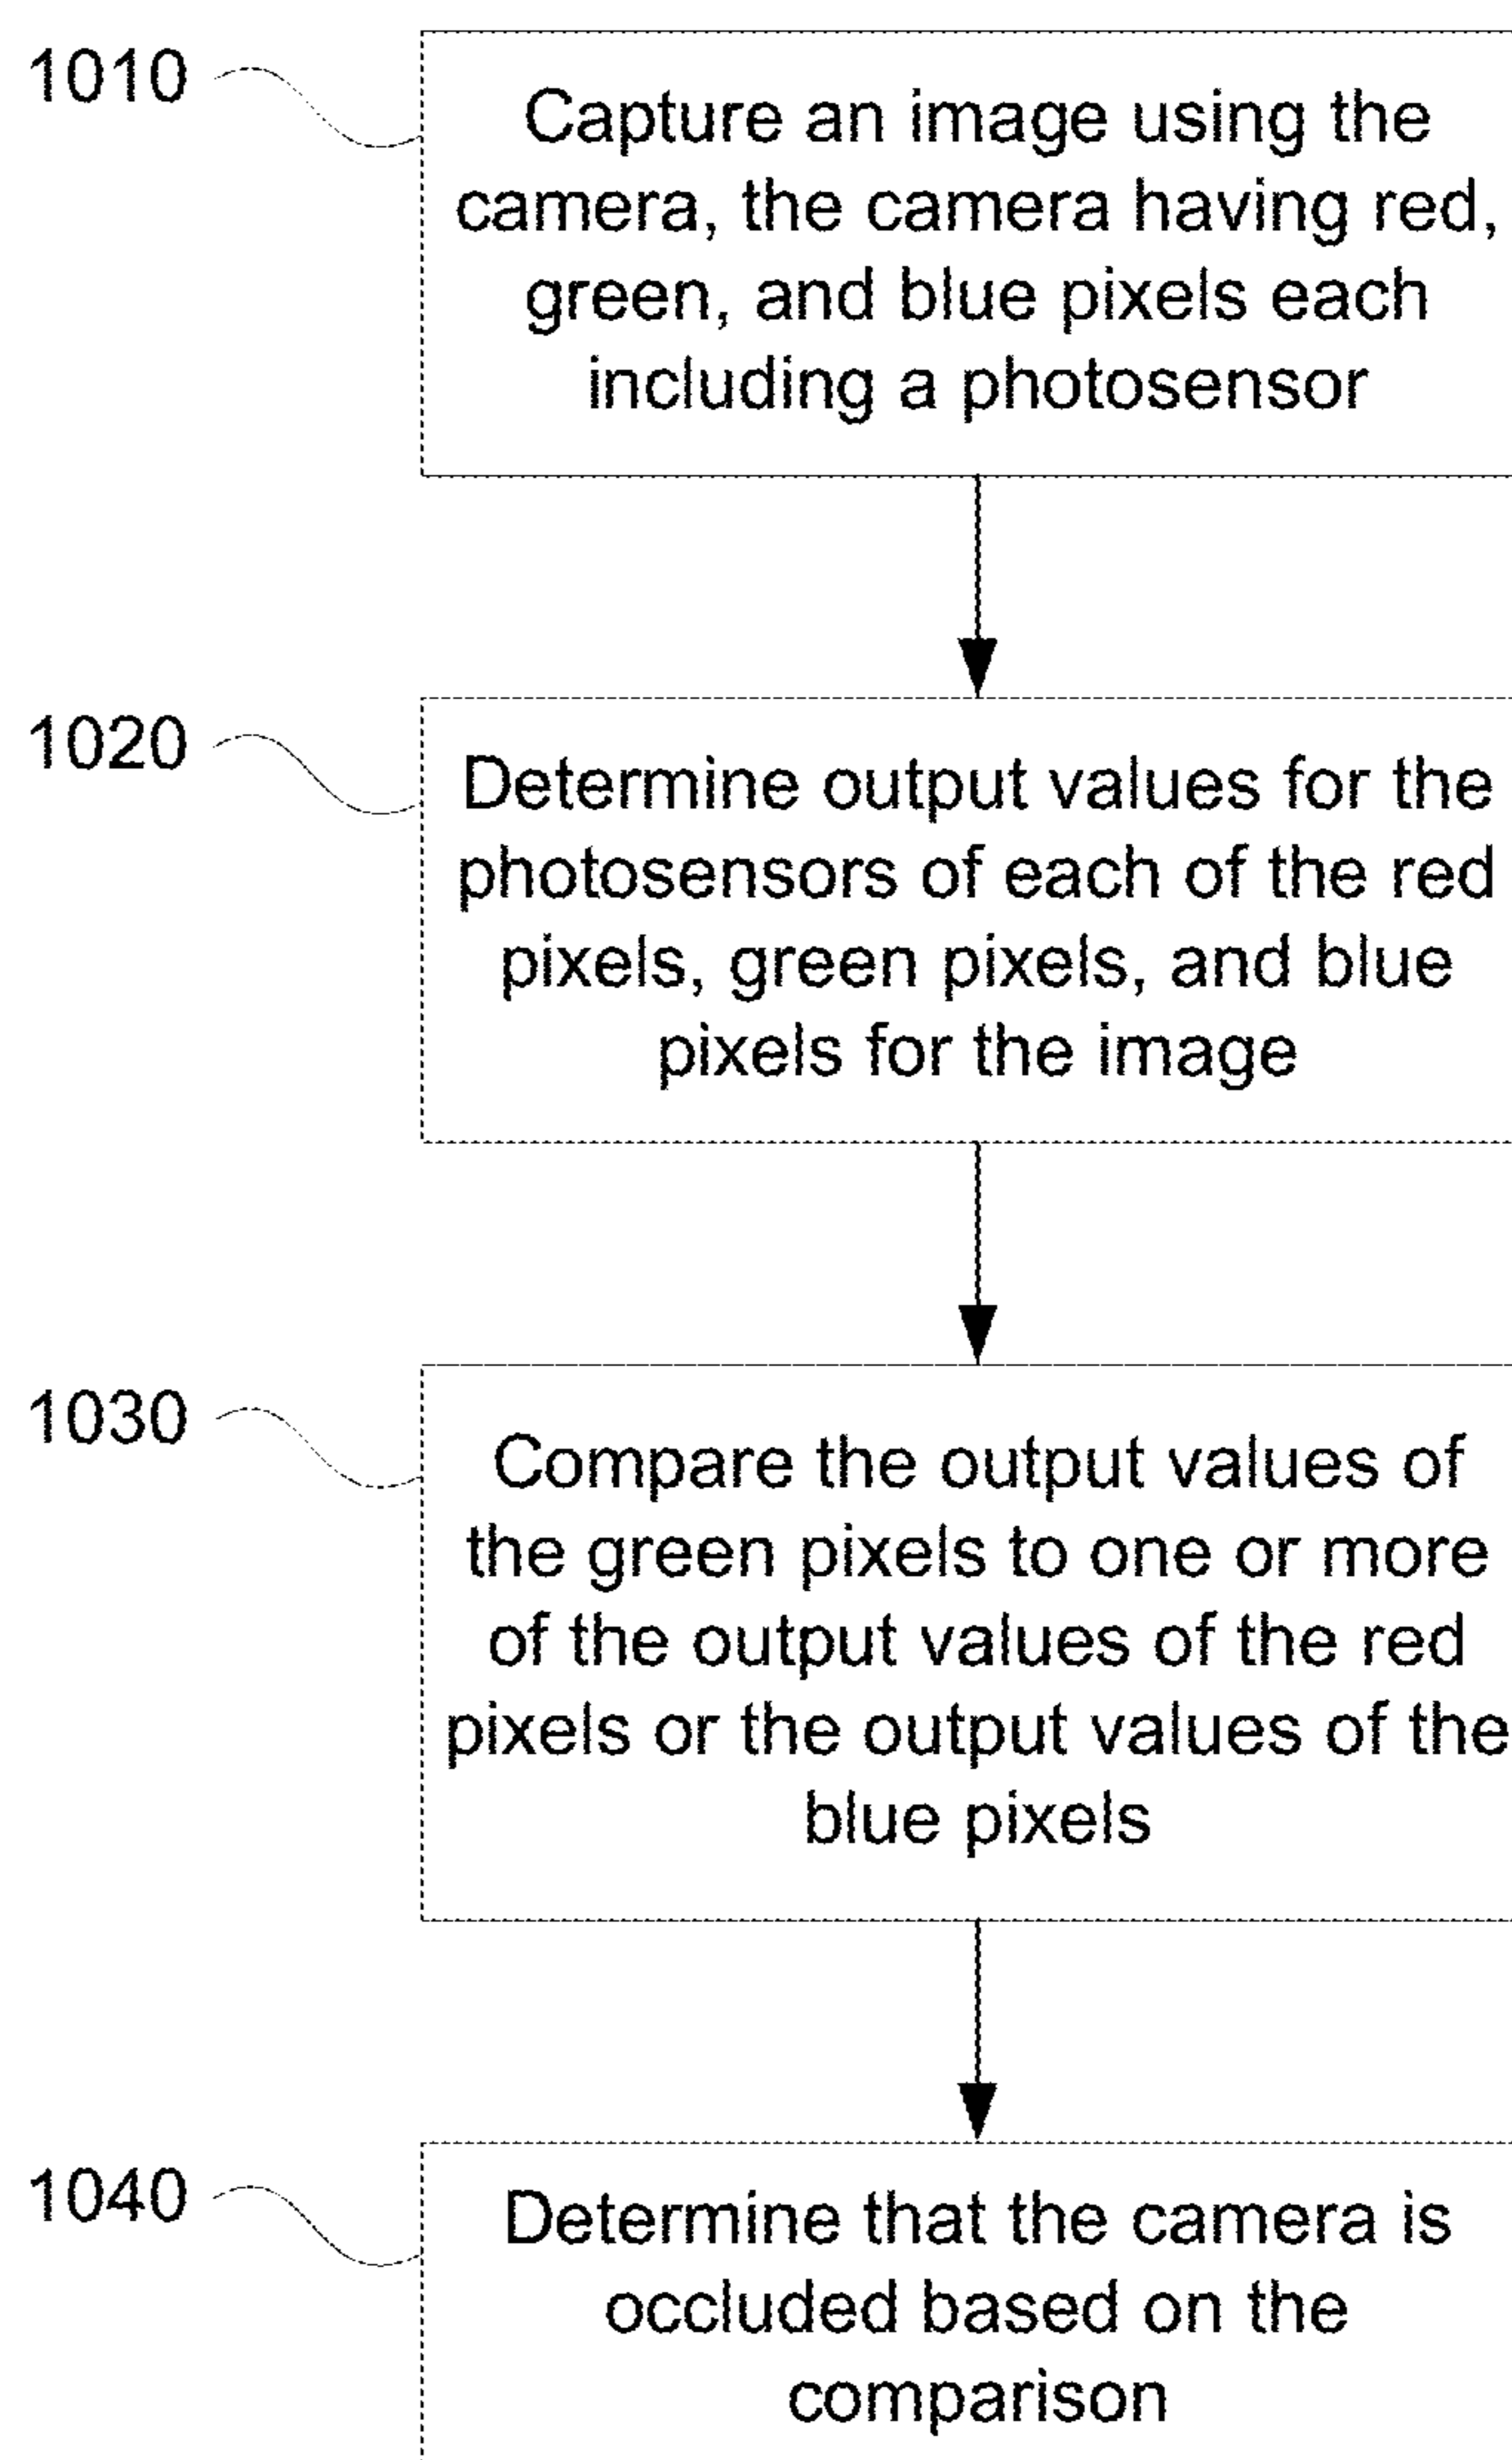 1010
Capture an image using the
camera, the camera having red,
green, and blue pixels each
including a photosensor
1020
Determine output values for the
photosensors of each of the red
pixels, green pixels, and blue
pixels for the image
1030
Compare the output values of
the green pixels to one or more
of the output values of the red
pixels or the output values of the
blue pixels
1040
Determine that the camera is
occluded based on the
comparison